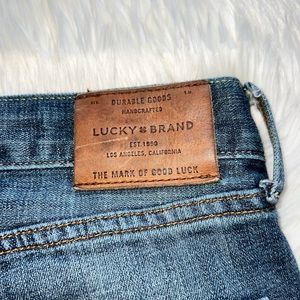 DURABLE GOODS
HANDCRAFTED
LUCKY BRAND
EST. 1990
LOS ANGELES, CALIFORNIA
THE MARK OF GOOD LUCK